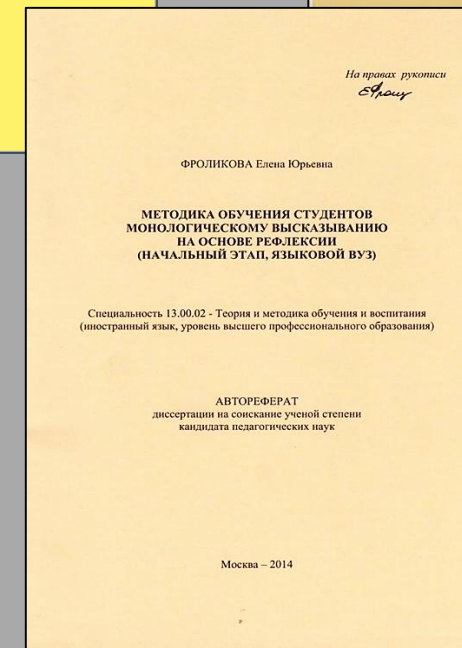 На правах рукописи
ФРОЛИКОВА Елена Юрьевна
МЕТОДИКА ОБУЧЕНИЯ СТУДЕНТОВ
МОНОЛОГИЧЕСКОМУ ВЫСКАЗЫВАНИЮ
НА ОСНОВЕ РЕФЛЕКСИИ
(НАЧАЛЬНЫЙ ЭТАП, ЯЗЫКОВОЙ ВУЗ)
Специальность 13.00.02 - Теория и методика обучения и воспитания
(иностранный язык, уровень высшего профессионального образования)
АВТОРЕФЕРАТ
диссертации на соискание ученой степени
кандидата педагогических наук
Москва – 2014